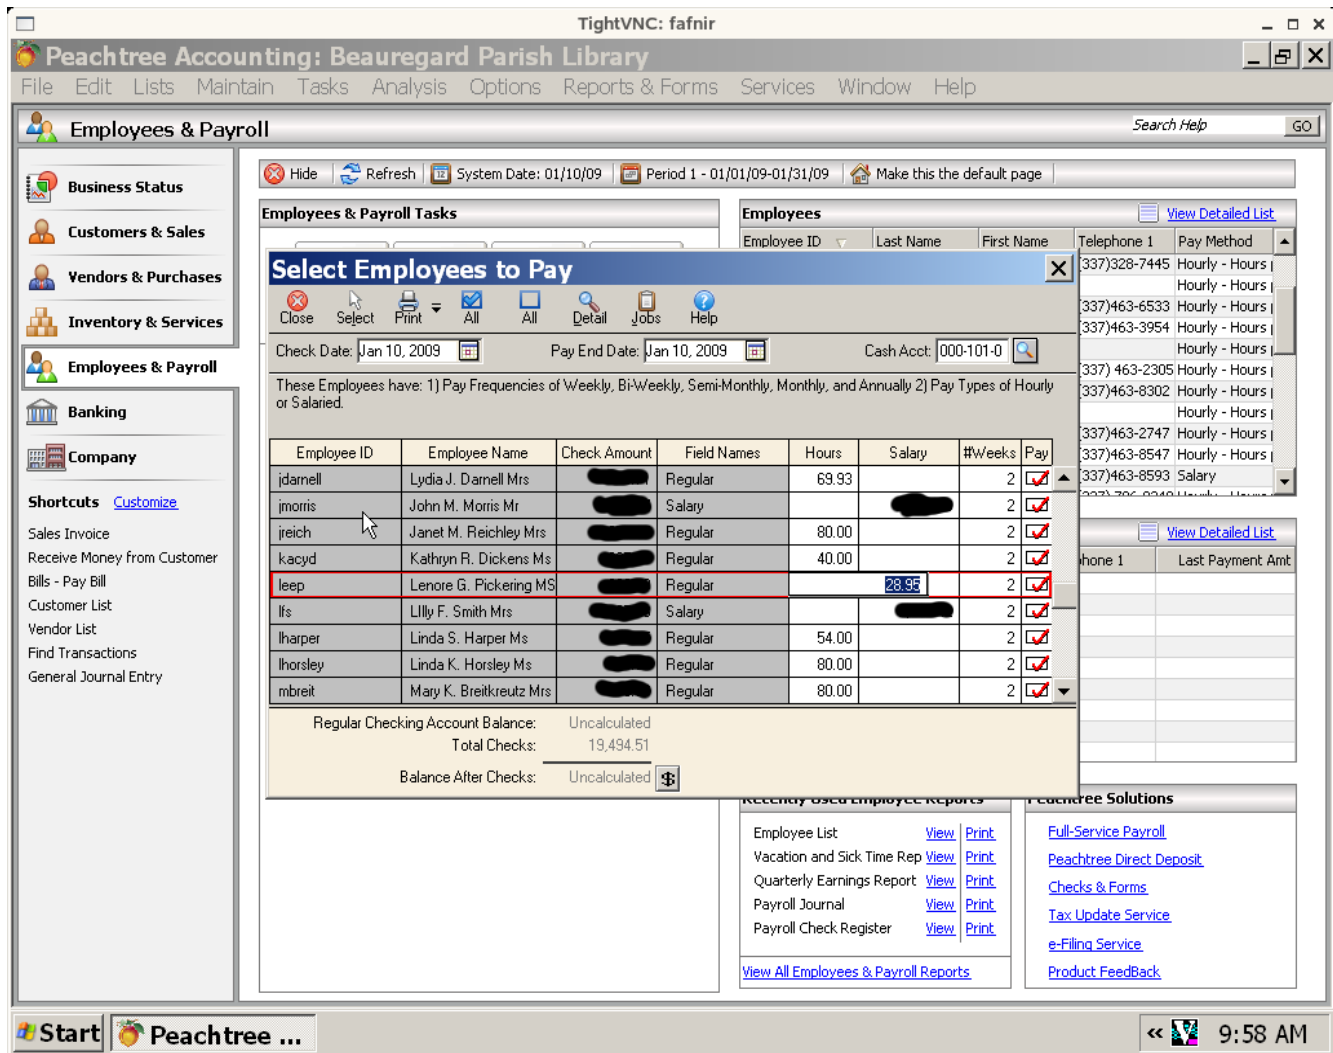 TightVNC: fafnir
Peachtree Accounting: Beauregard Parish Library
File Edit Lists Maintain Tasks Analysis Options Reports & Forms Services Window Help
Employees & Payroll
Search Help GO
Business Status
Customers & Sales
Vendors & Purchases
Inventory & Services
Employees & Payroll
Banking
Company
Shortcuts Customize
Sales Invoice
Receive Money from Customer
Bills - Pay Bill
Customer List
Vendor List
Find Transactions
General Journal Entry
Hide Refresh System Date: 01/10/09 Period 1 - 01/01/09-01/31/09 Make this the default page
Employees & Payroll Tasks
Employees View Detailed List
Employee ID Last Name First Name Telephone 1 Pay Method
(337)328-7445 Hourly - Hours
Hourly - Hours
(337)463-6533 Hourly - Hours
(337)463-3954 Hourly - Hours
Hourly - Hours
(337) 463-2305 Hourly - Hours
(337)463-8302 Hourly - Hours
Hourly - Hours
(337)463-2747 Hourly - Hours
(337)463-8547 Hourly - Hours
(337)463-8593 Salary
View Detailed List
phone 1 Last Payment Amt
Select Employees to Pay
Close Select Print All All Detail Jobs Help
Check Date: Jan 10, 2009 Pay End Date: Jan 10, 2009 Cash Acct: 000-101-0
These Employees have: 1) Pay Frequencies of Weekly, Bi-Weekly, Semi-Monthly, Monthly, and Annually 2) Pay Types of Hourly
or Salaried.
Employee ID Employee Name Check Amount Field Names Hours Salary #Weeks Pay
jdarnell Lydia J. Darnell Mrs Regular 69.93 2
jmorris John M. Morris Mr Salary 2
jreich Janet M. Reichley Mrs Regular 80.00 2
kacyd Kathryn R. Dickens Ms Regular 40.00 2
leep Lenore G. Pickering MS Regular 28.95 2
lfs LIlly F. Smith Mrs Salary 2
lharper Linda S. Harper Ms Regular 54.00 2
lhorsley Linda K. Horsley Ms Regular 80.00 2
mbreit Mary K. Breitkreutz Mrs Regular 80.00 2
Regular Checking Account Balance: Uncalculated
Total Checks: 19,494.51
Balance After Checks: Uncalculated
Recently Used Employee Reports
Employee List View Print
Vacation and Sick Time Rep View Print
Quarterly Earnings Report View Print
Payroll Journal View Print
Payroll Check Register View Print
View All Employees & Payroll Reports
Peachtree Solutions
Full-Service Payroll
Peachtree Direct Deposit
Checks & Forms
Tax Update Service
e-Filing Service
Product FeedBack
Start Peachtree ... « 9:58 AM